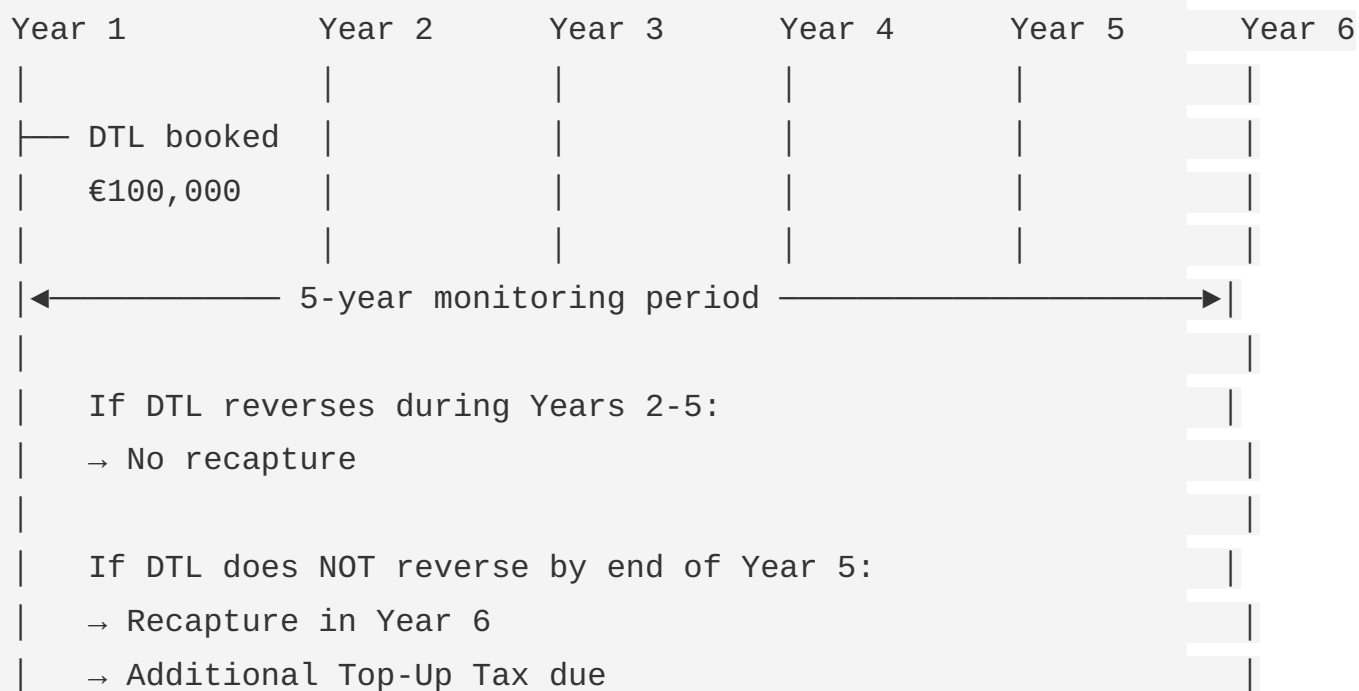 Year 1          Year 2      Year 3      Year 4      Year 5      Year 6
│               │           │           │           │           │
├── DTL booked  │           │           │           │           │
│   €100,000    │           │           │           │           │
│               │           │           │           │           │
│◄──────────── 5-year monitoring period ──────────────────────►│
│                                                               │
│   If DTL reverses during Years 2-5:                          │
│   → No recapture                                              │
│                                                               │
│   If DTL does NOT reverse by end of Year 5:                  │
│   → Recapture in Year 6                                       │
│   → Additional Top-Up Tax due                                 │